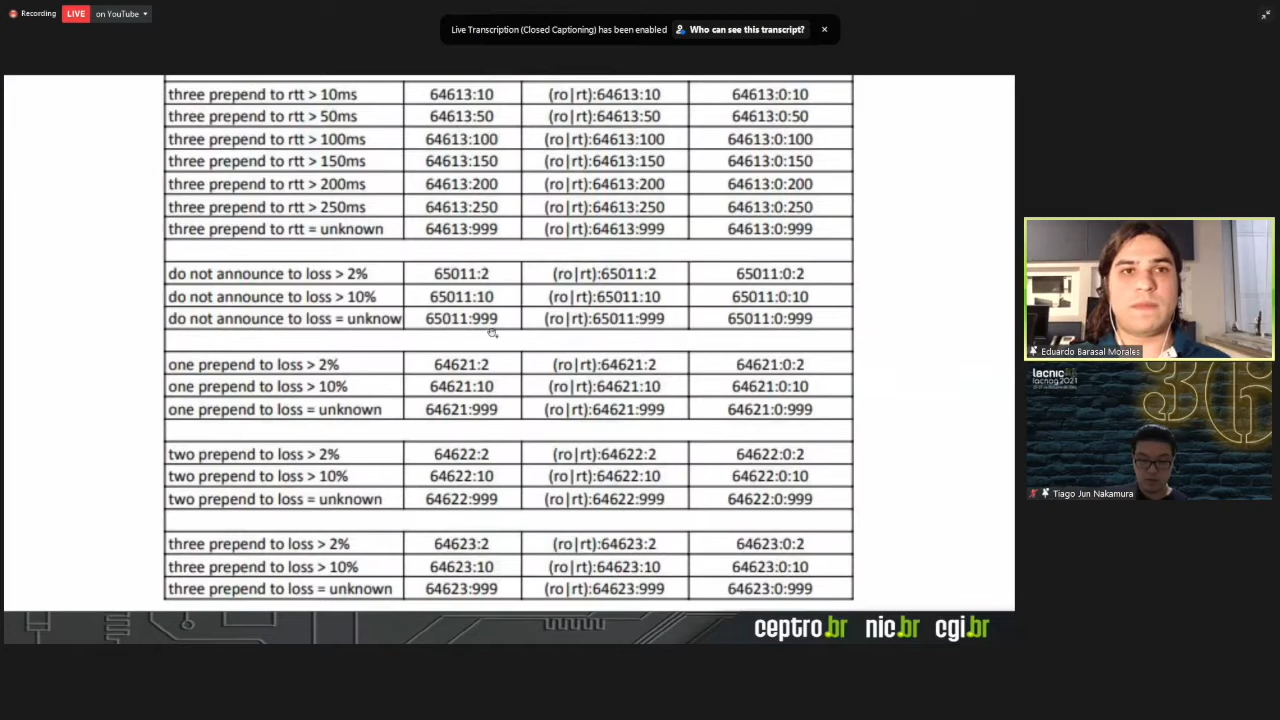 Recording LIVE on YouTube
Live Transcription (Closed Captioning) has been enabled Who can see this transcript?
three prepend to rtt > 10ms 64613:10 (ro|rt):64613:10 64613:0:10
three prepend to rtt > 50ms 64613:50 (ro|rt):64613:50 64613:0:50
three prepend to rtt > 100ms 64613:100 (ro|rt):64613:100 64613:0:100
three prepend to rtt > 150ms 64613:150 (ro|rt):64613:150 64613:0:150
three prepend to rtt > 200ms 64613:200 (ro|rt):64613:200 64613:0:200
three prepend to rtt > 250ms 64613:250 (ro|rt):64613:250 64613:0:250
three prepend to rtt = unknown 64613:999 (ro|rt):64613:999 64613:0:999
do not announce to loss > 2% 65011:2 (ro|rt):65011:2 65011:0:2
do not announce to loss > 10% 65011:10 (ro|rt):65011:10 65011:0:10
do not announce to loss = unknow 65011:999 (ro|rt):65011:999 65011:0:999
one prepend to loss > 2% 64621:2 (ro|rt):64621:2 64621:0:2
one prepend to loss > 10% 64621:10 (ro|rt):64621:10 64621:0:10
one prepend to loss = unknown 64621:999 (ro|rt):64621:999 64621:0:999
two prepend to loss > 2% 64622:2 (ro|rt):64622:2 64622:0:2
two prepend to loss > 10% 64622:10 (ro|rt):64622:10 64622:0:10
two prepend to loss = unknown 64622:999 (ro|rt):64622:999 64622:0:999
three prepend to loss > 2% 64623:2 (ro|rt):64623:2 64623:0:2
three prepend to loss > 10% 64623:10 (ro|rt):64623:10 64623:0:10
three prepend to loss = unknown 64623:999 (ro|rt):64623:999 64623:0:999
ceptro.br nic.br cgi.br
Eduardo Barasal Morales
lacnic 36
lacnog 2021
36
Tiago Jun Nakamura